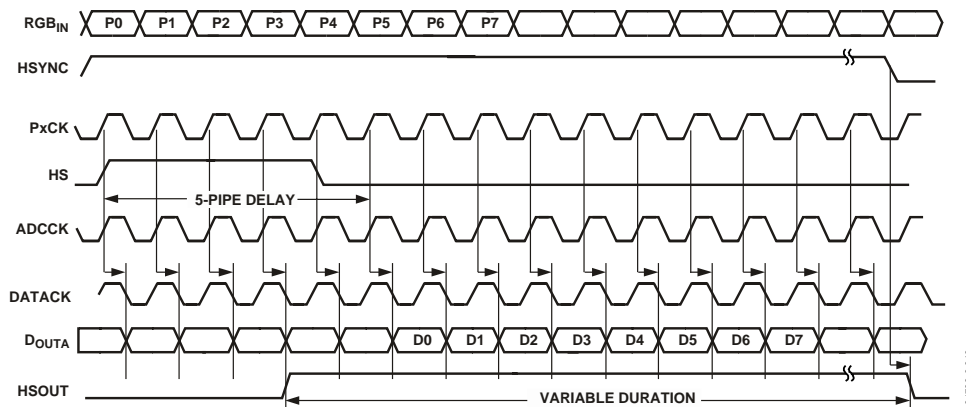 RGBIN P0 P1 P2 P3 P4 P5 P6 P7
HSYNC
PxCK
HS
5-PIPE DELAY
ADCCK
DATACK
DOUTA D0 D1 D2 D3 D4 D5 D6 D7
HSOUT
VARIABLE DURATION